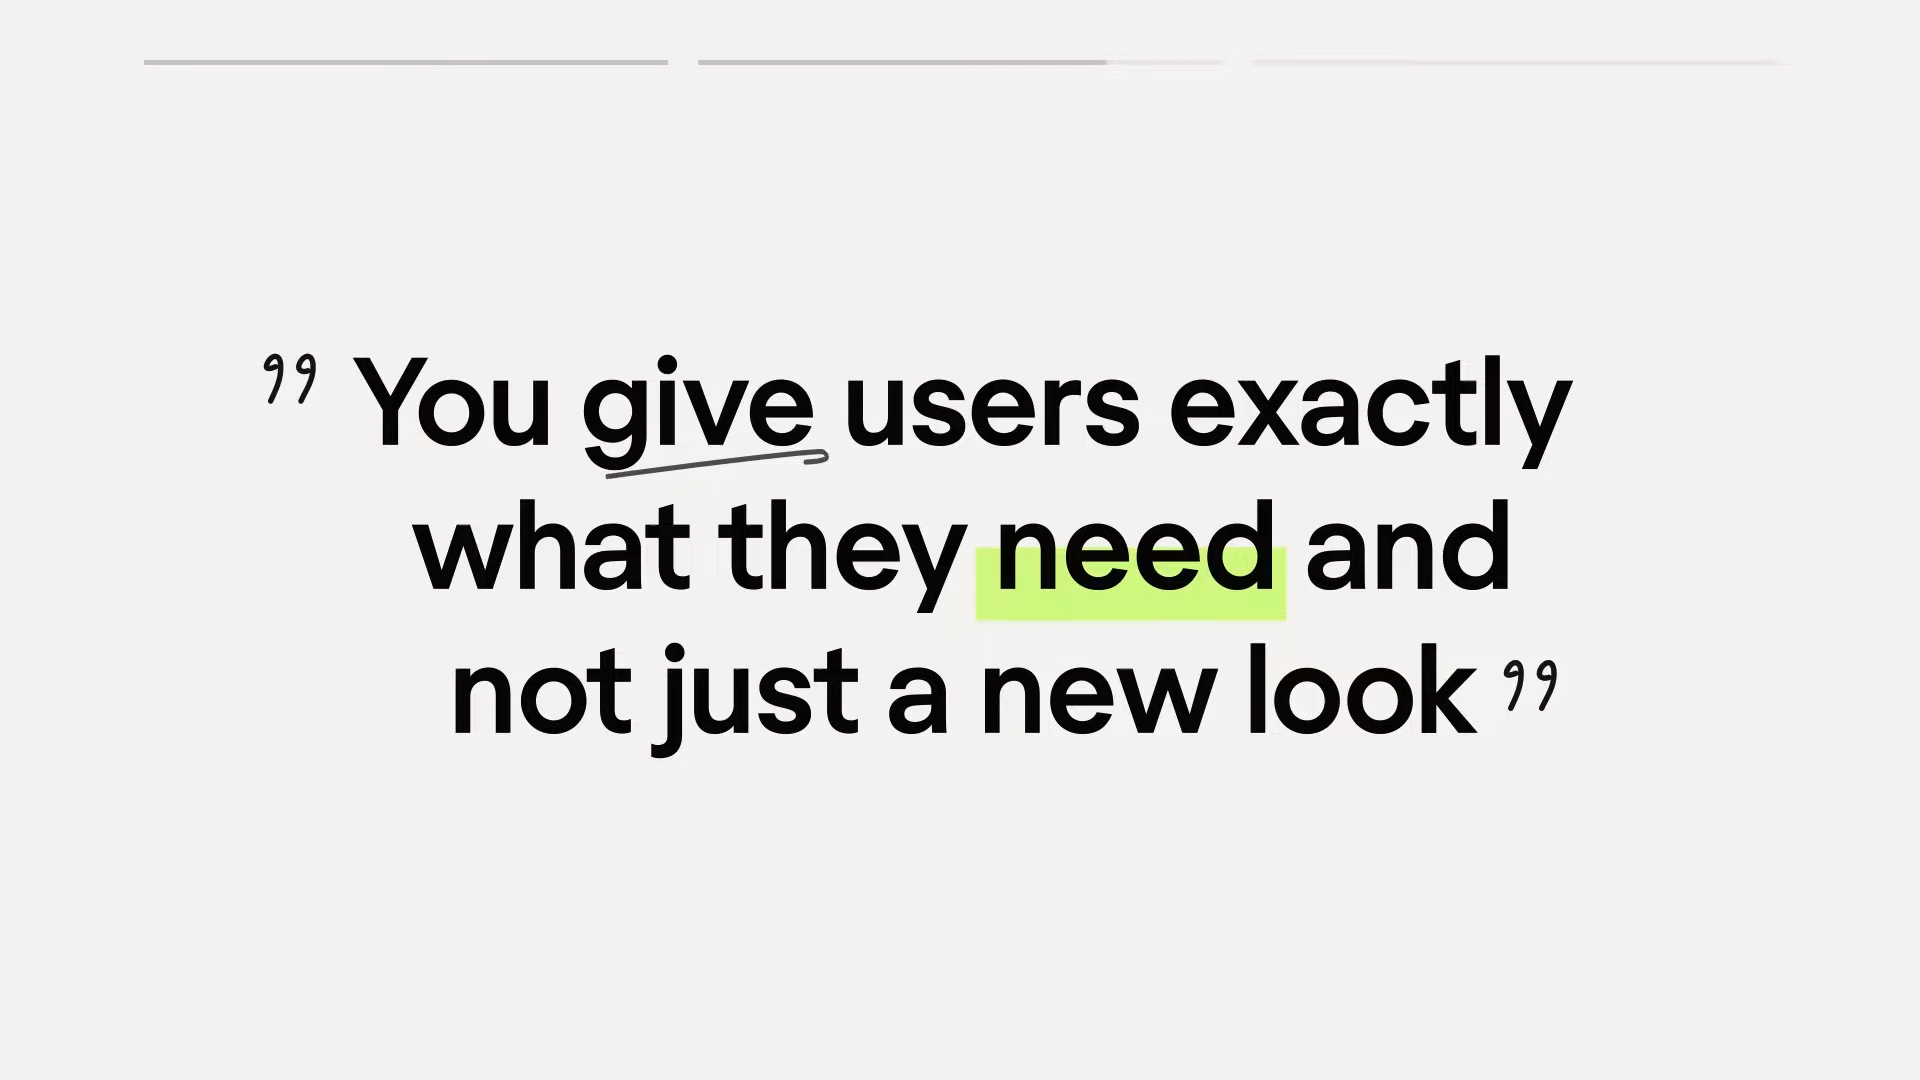 ”You give users exactly
what they need and
not just a new look”